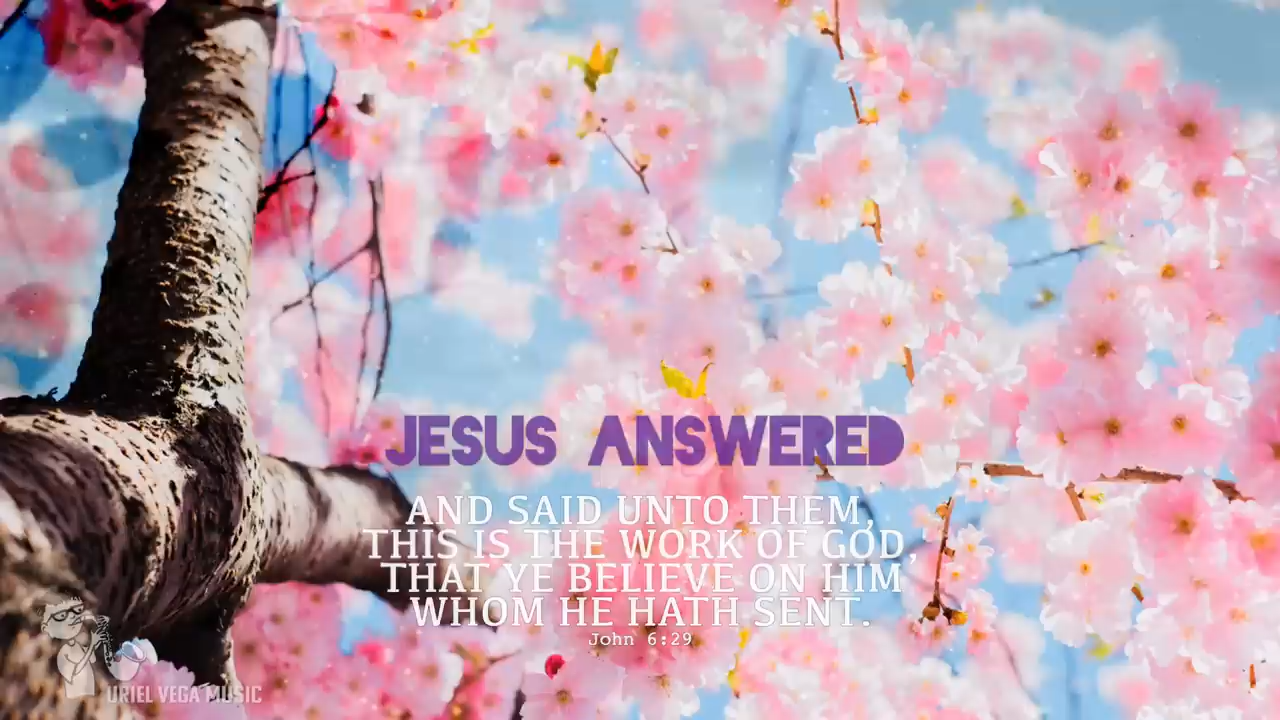 JESUS ANSWERED
AND SAID UNTO THEM,
THIS IS THE WORK OF GOD,
THAT YE BELIEVE ON HIM
WHOM HE HATH SENT.
John 6:29
URIEL VEGA MUSIC